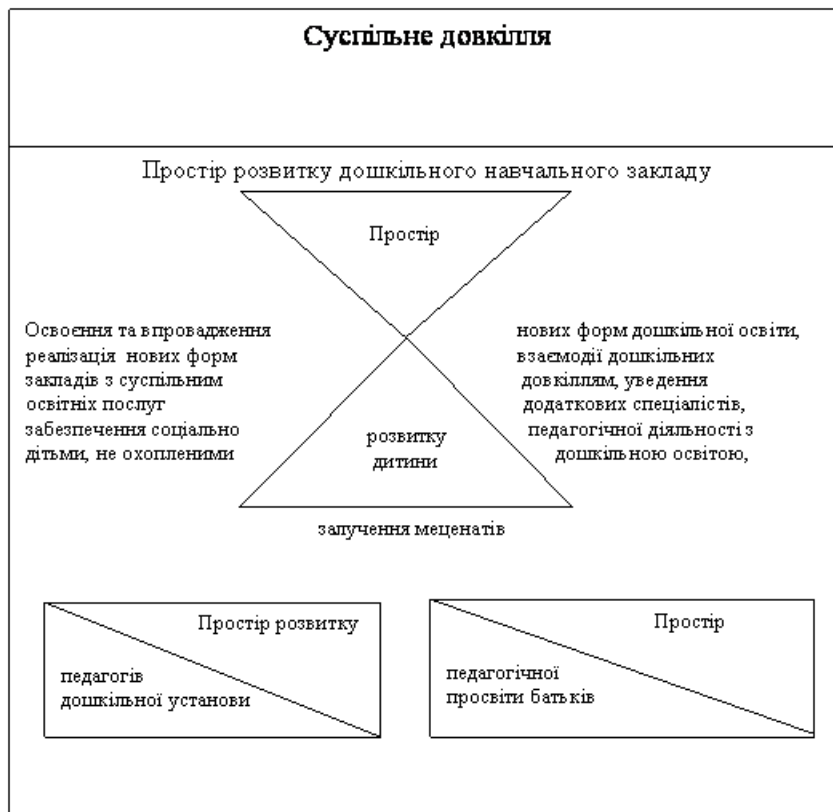 Суспільне довкілля
Простір розвитку дошкільного навчального закладу
Простір
Освоєння та впровадження нових форм дошкільної освіти,
реалізація нових форм взаємодії дошкільних
закладів з суспільним довкіллям, уведення
освітніх послуг додаткових спеціалістів,
забезпечення соціально педагогічної діяльності з
дітьми, не охопленими дошкільною освітою,
розвитку
дитини
залучення меценатів
Простір розвитку
педагогів
дошкільної установи
Простір
педагогічної
просвіти батьків